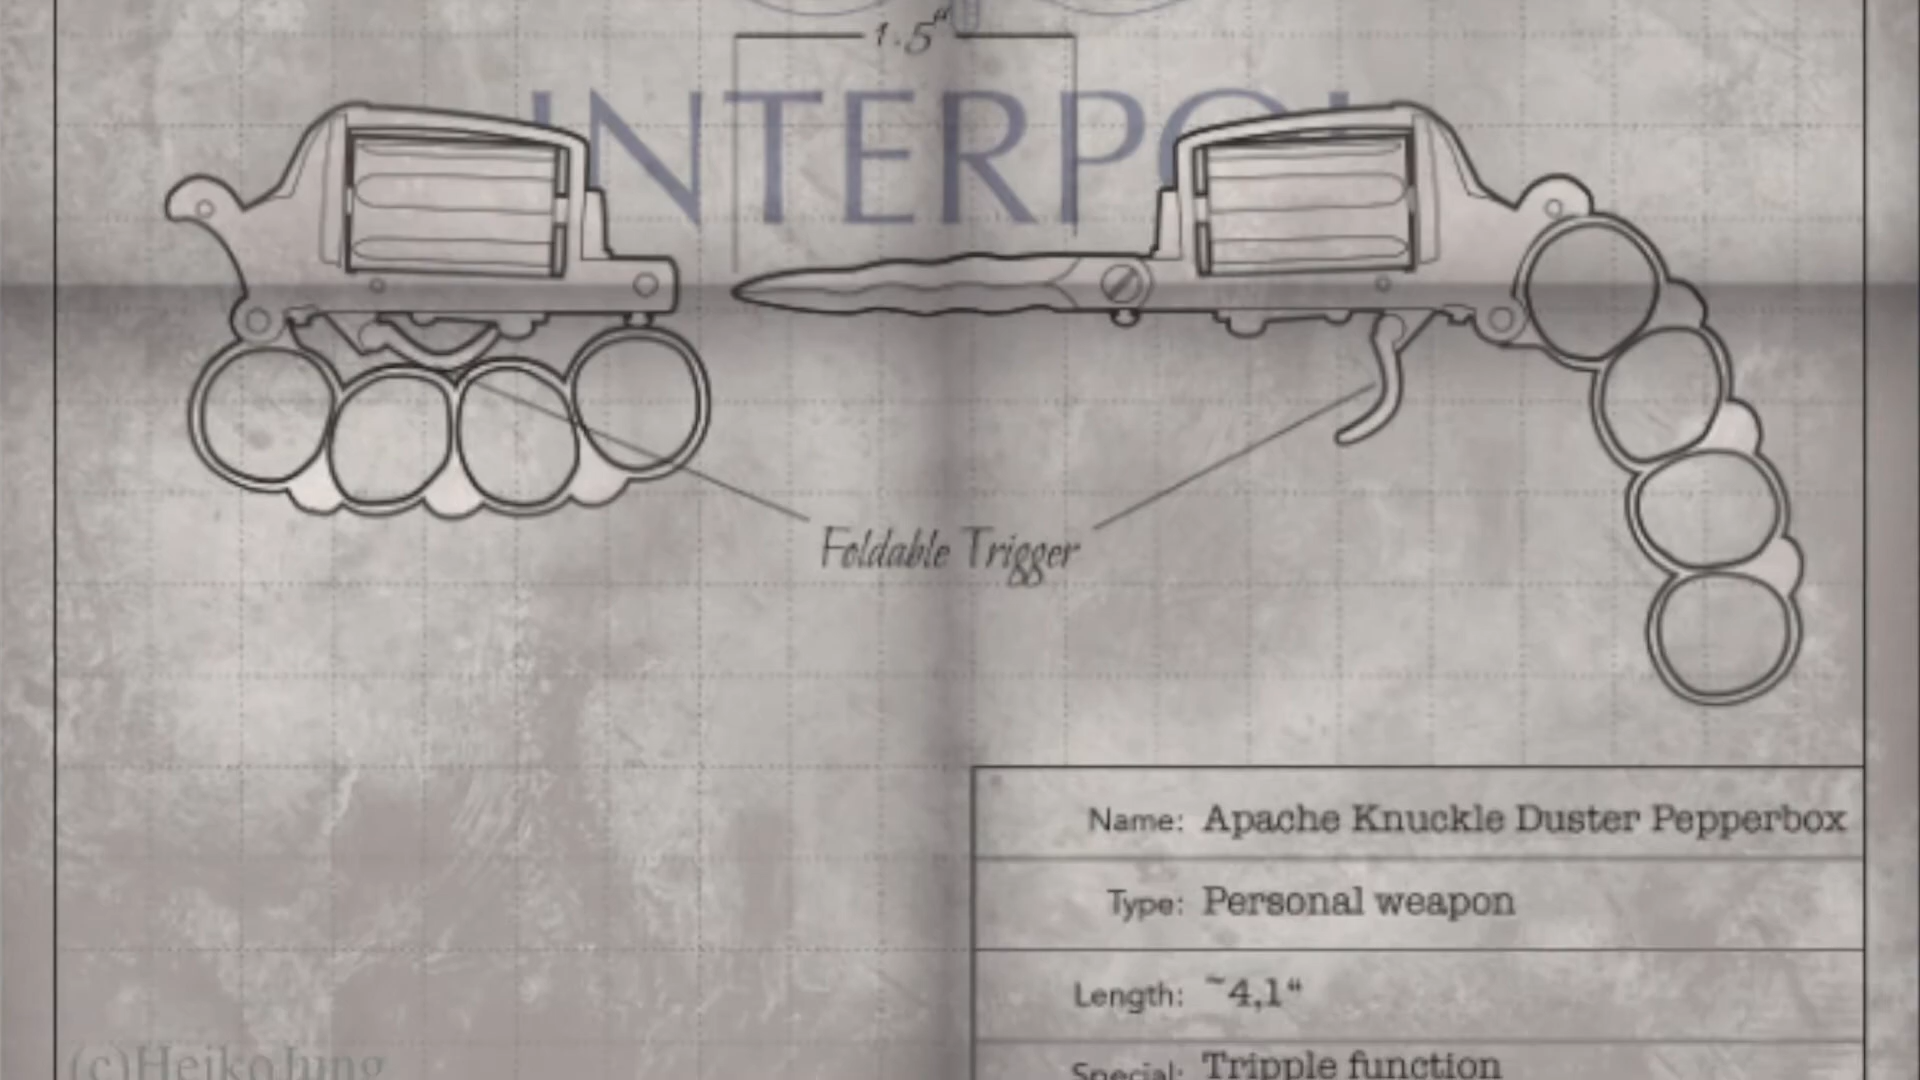 1.5"
INTERPOL
Foldable Trigger
Name: Apache Knuckle Duster Pepperbox
Type: Personal weapon
Length: ~4,1“
Special: Tripple function
(c)HeikoJung